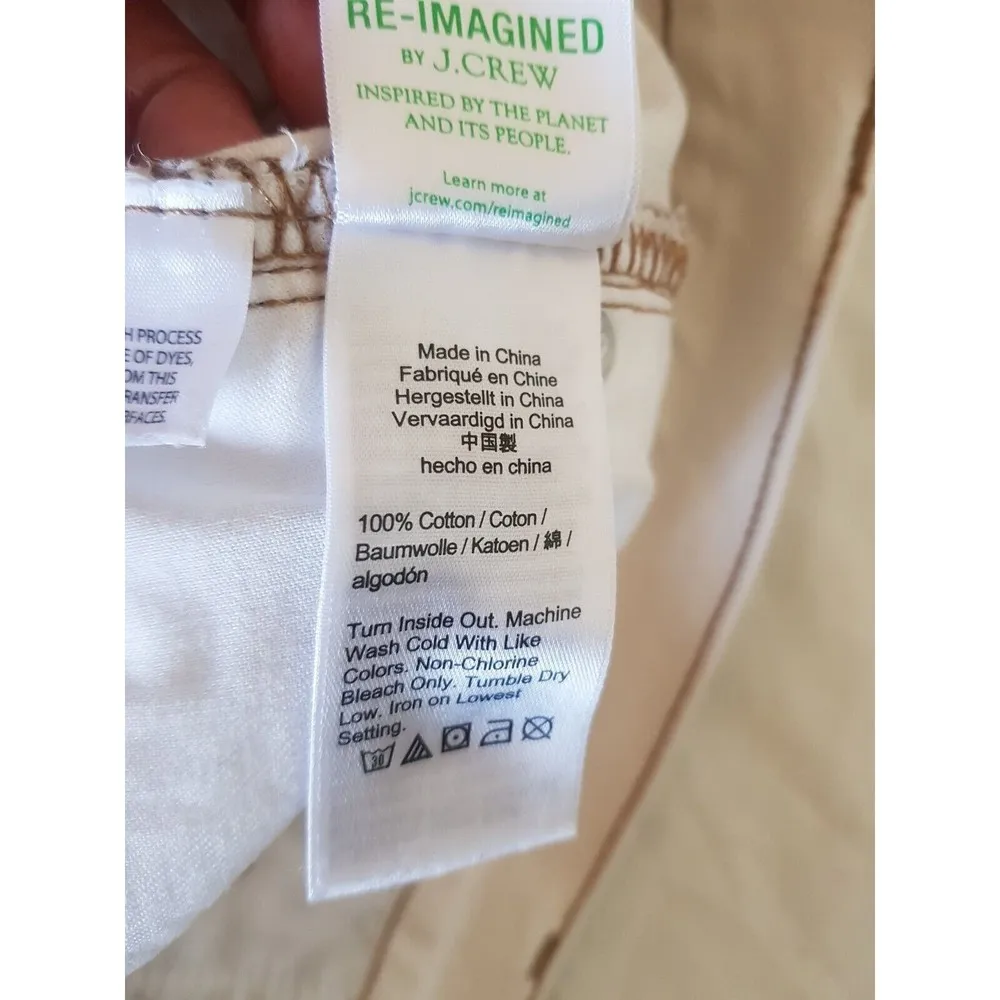 RE-IMAGINED
BY J.CREW
INSPIRED BY THE PLANET
AND ITS PEOPLE.
Learn more at
jcrew.com/reimagined
PROCESS
OF DYES,
THIS
Made in China
Fabriqué en Chine
Hergestellt in China
Vervaardigd in China
中国製
hecho en china
100% Cotton / Coton /
Baumwolle / Katoen / 綿 /
algodón
Turn Inside Out. Machine
Wash Cold With Like
Colors. Non-Chlorine
Bleach Only. Tumble Dry
Low. Iron on Lowest
Setting.
30